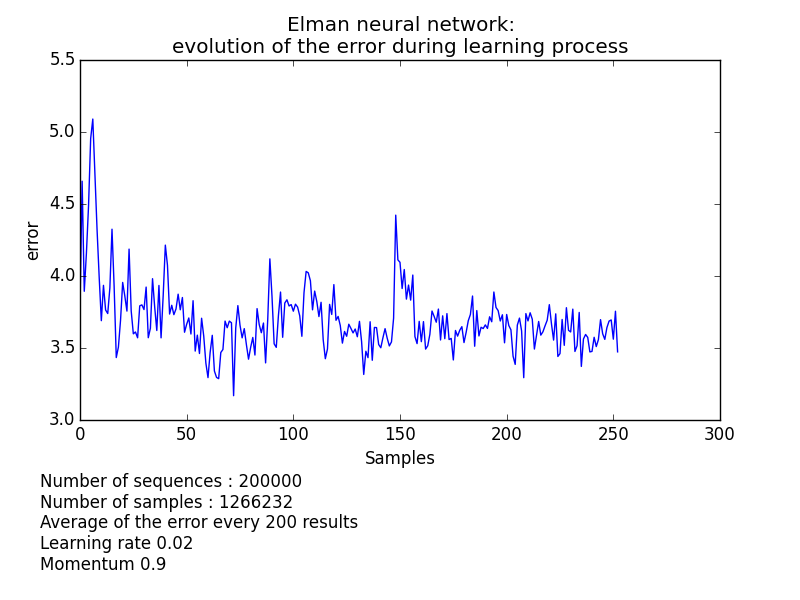 Elman neural network:
evolution of the error during learning process
5.5
5.0
4.5
4.0
3.5
3.0
error
0 50 100 150 200 250 300
Samples
Number of sequences : 200000
Number of samples : 1266232
Average of the error every 200 results
Learning rate 0.02
Momentum 0.9